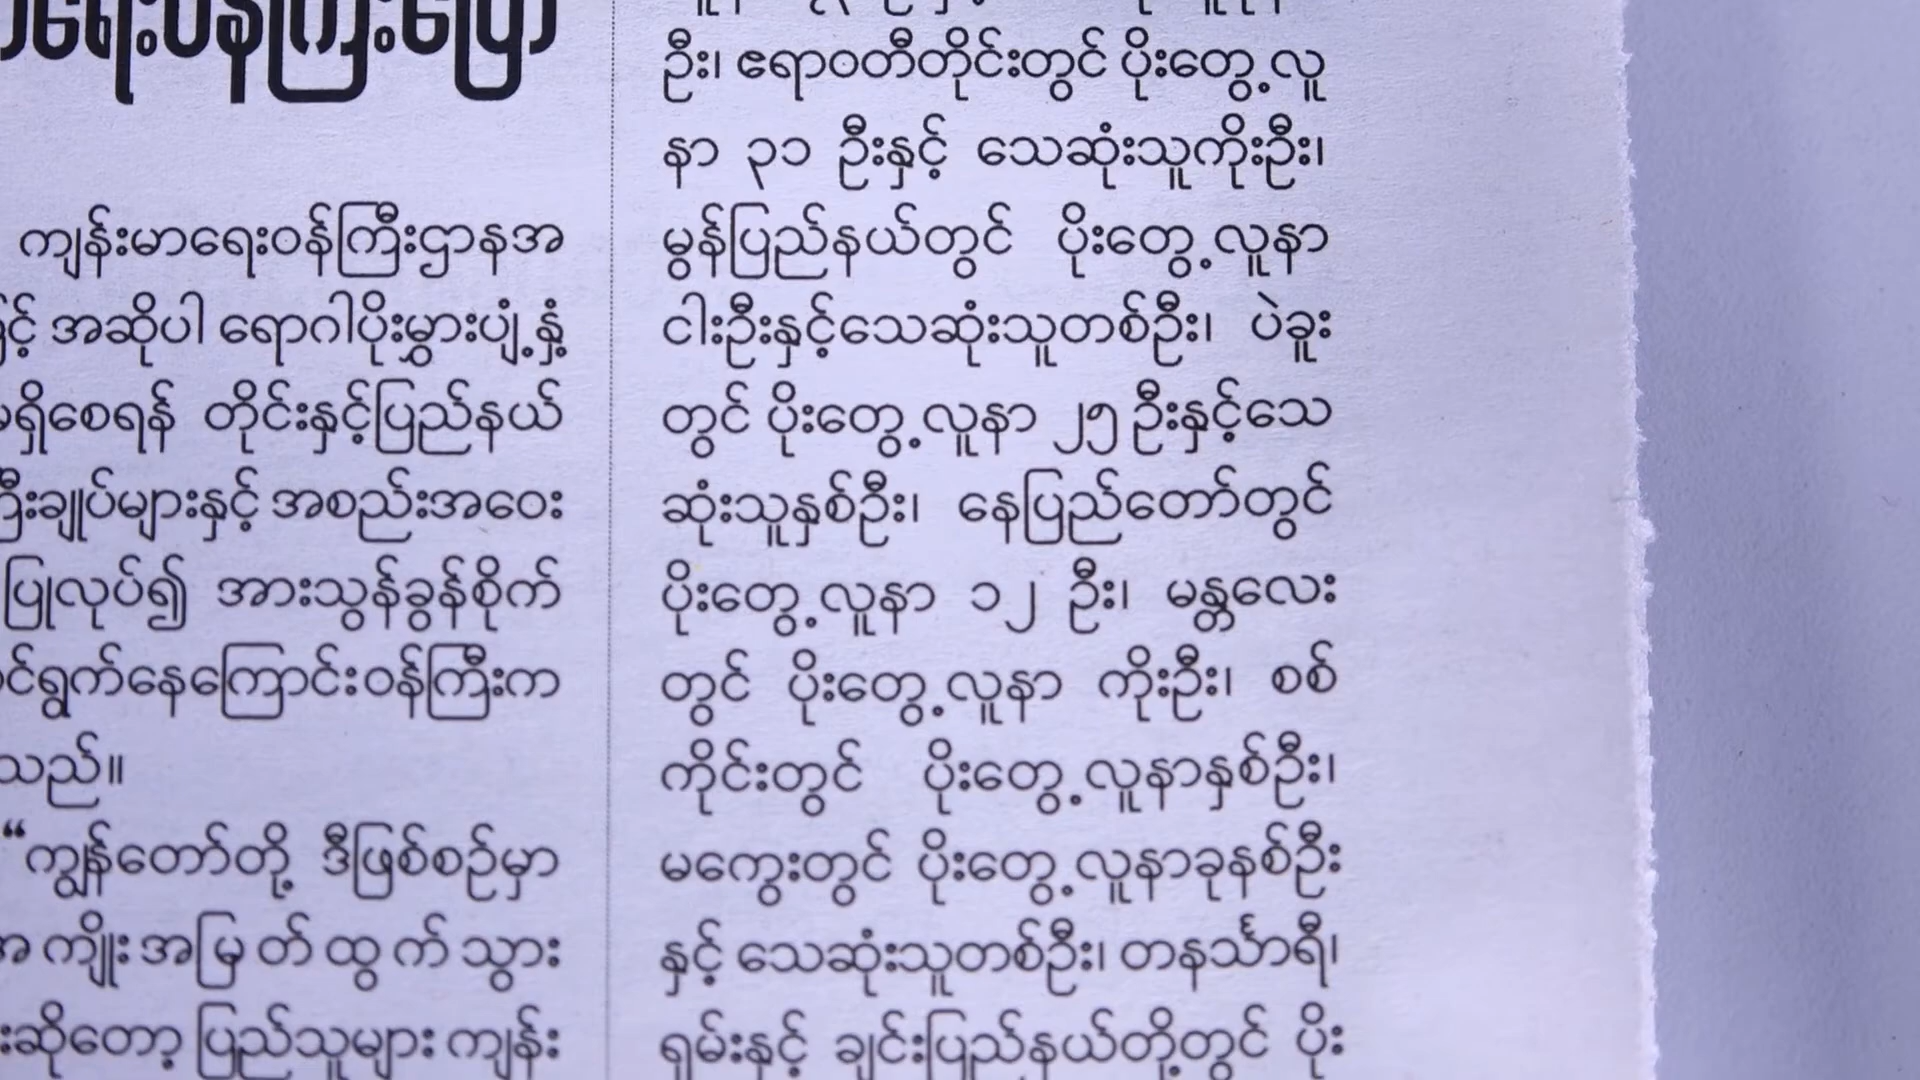 ရေးဝန်ကြီးပြော
ကျန်းမာရေးဝန်ကြီးဌာနအ
အဆိုပါ ရောဂါပိုးမွှားပျံ့နှံ့
မရှိစေရန် တိုင်းနှင့်ပြည်နယ်
ကြီးချုပ်များနှင့် အစည်းအဝေး
ပြုလုပ်၍ အားသွန်ခွန်စိုက်
ရွက်နေကြောင်းဝန်ကြီးက
သည်။
“ကျွန်တော်တို့ ဒီဖြစ်စဉ်မှာ
အကျိုးအမြတ်ထွက်သွား
ဆိုတော့ ပြည်သူများ ကျန်း
ဦး၊ ဧရာဝတီတိုင်းတွင် ပိုးတွေ့လူ
နာ ၃၁ ဦးနှင့် သေဆုံးသူကိုးဦး၊
မွန်ပြည်နယ်တွင် ပိုးတွေ့လူနာ
ငါးဦးနှင့်သေဆုံးသူတစ်ဦး၊ ပဲခူး
တွင် ပိုးတွေ့လူနာ ၂၅ ဦးနှင့်သေ
ဆုံးသူနှစ်ဦး၊ နေပြည်တော်တွင်
ပိုးတွေ့လူနာ ၁၂ ဦး၊ မန္တလေး
တွင် ပိုးတွေ့လူနာ ကိုးဦး၊ စစ်
ကိုင်းတွင် ပိုးတွေ့လူနာနှစ်ဦး၊
မကွေးတွင် ပိုးတွေ့လူနာခုနစ်ဦး
နှင့် သေဆုံးသူတစ်ဦး၊ တနင်္သာရီ၊
ရှမ်းနှင့် ချင်းပြည်နယ်တို့တွင် ပိုး